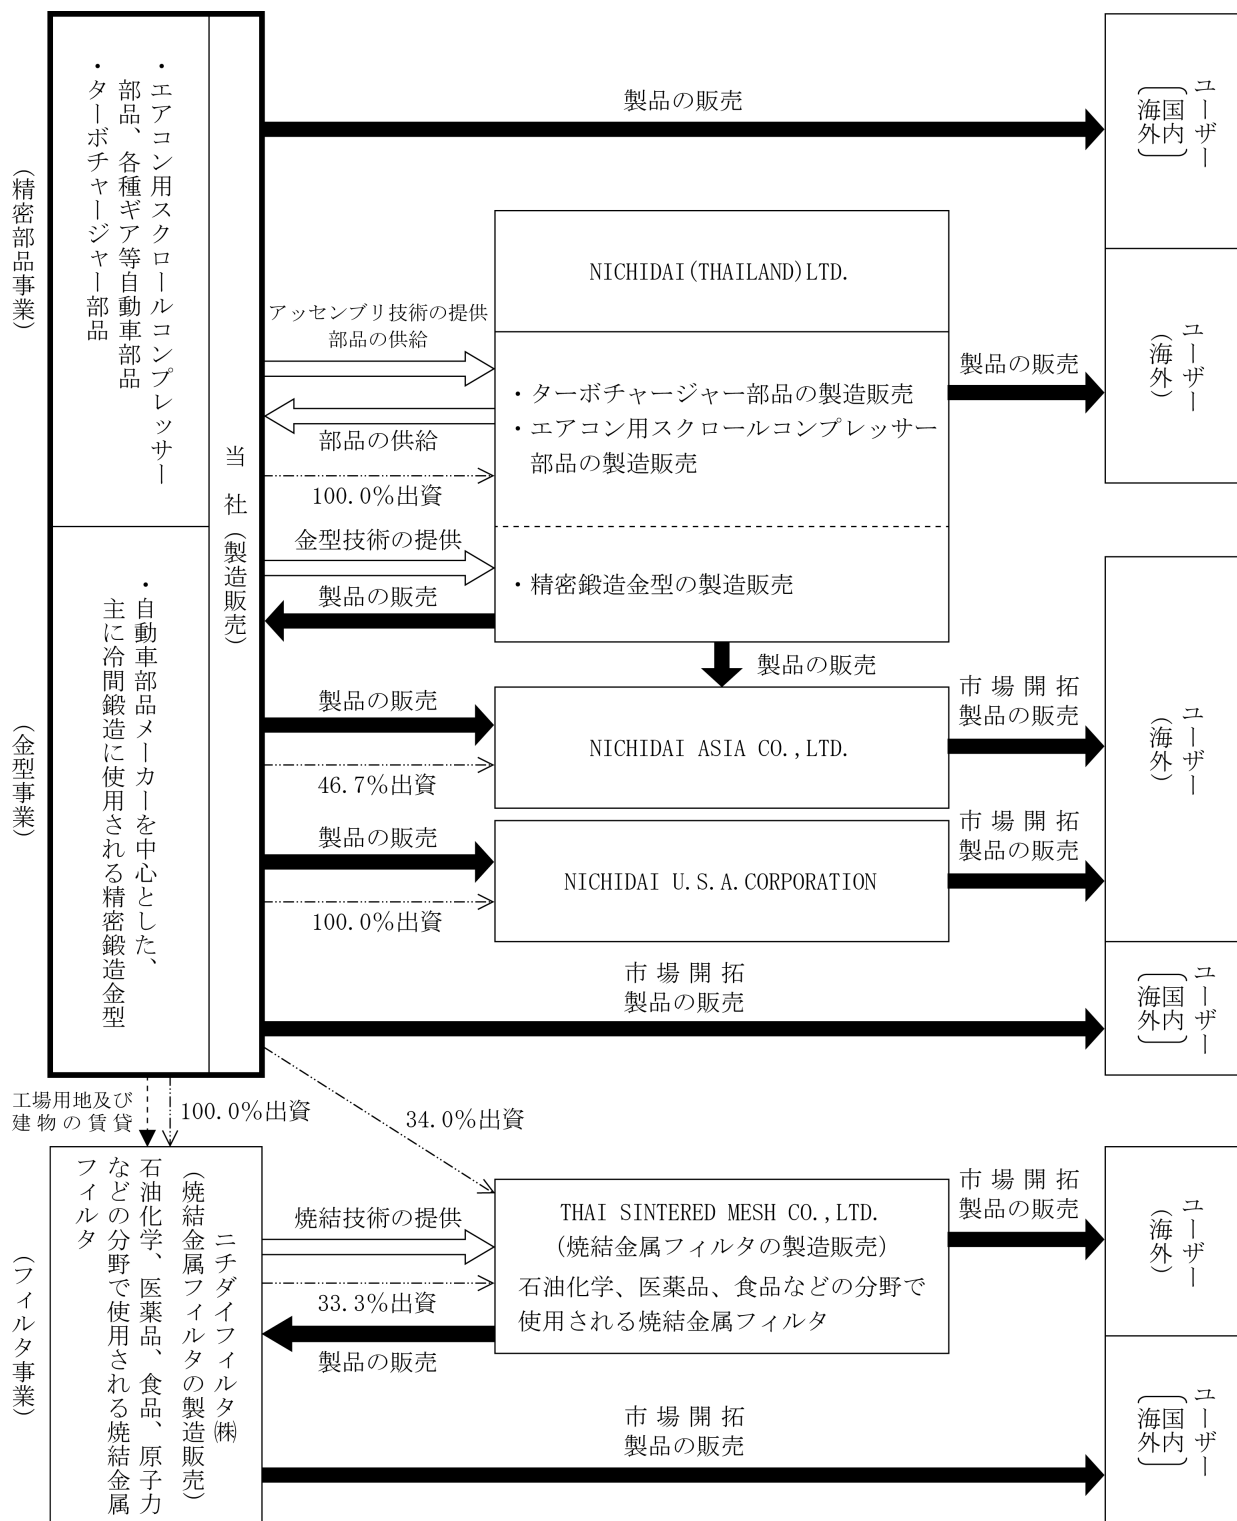 (精密部品事業)
・エアコン用スクロールコンプレッサー
部品、各種ギア等自動車部品
・ターボチャージャー部品
当 社(製造販売)
製品の販売
ユーザー
(国内
海外)
NICHIDAI(THAILAND)LTD.
アッセンブリ技術の提供
部品の供給
部品の供給
100.0%出資
・ターボチャージャー部品の製造販売
・エアコン用スクロールコンプレッサー
部品の製造販売
製品の販売
ユーザー
(海外)
金型技術の提供
製品の販売
・精密鍛造金型の製造販売
製品の販売
(金型事業)
・自動車部品メーカーを中心とした、
主に冷間鍛造に使用される精密鍛造金型
製品の販売
46.7%出資
NICHIDAI ASIA CO.,LTD.
市場開拓
製品の販売
ユーザー
(海外)
製品の販売
100.0%出資
NICHIDAI U.S.A.CORPORATION
市場開拓
製品の販売
市場開拓
製品の販売
ユーザー
(国内
海外)
工場用地及び
建物の賃貸
100.0%出資
34.0%出資
(フィルタ事業)
ニチダイフィルタ㈱
(焼結金属フィルタの製造販売)
石油化学、医薬品、食品、原子力
などの分野で使用される焼結金属
フィルタ
焼結技術の提供
33.3%出資
製品の販売
THAI SINTERED MESH CO.,LTD.
(焼結金属フィルタの製造販売)
石油化学、医薬品、食品などの分野で
使用される焼結金属フィルタ
市場開拓
製品の販売
ユーザー
(海外)
市場開拓
製品の販売
ユーザー
(国内
海外)